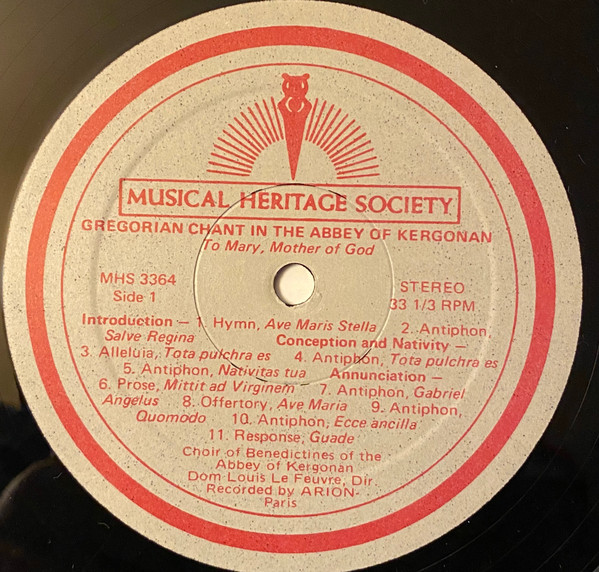 MUSICAL HERITAGE SOCIETY
GREGORIAN CHANT IN THE ABBEY OF KERGONAN
To Mary, Mother of God
MHS 3364
Side 1
STEREO
33 1/3 RPM
Introduction — 1. Hymn, Ave Maris Stella 2. Antiphon,
Salve Regina Conception and Nativity —
3. Alleluia, Tota pulchra es 4. Antiphon, Tota pulchra es
5. Antiphon, Nativitas tua Annunciation —
6. Prose, Mittit ad Virginem 7. Antiphon, Gabriel
Angelus 8. Offertory, Ave Maria 9. Antiphon,
Quomodo 10. Antiphon, Ecce ancilla
11. Response, Guade
Choir of Benedictines of the
Abbey of Kergonan
Dom Louis Le Feuvre, Dir.
Recorded by ARION-
Paris